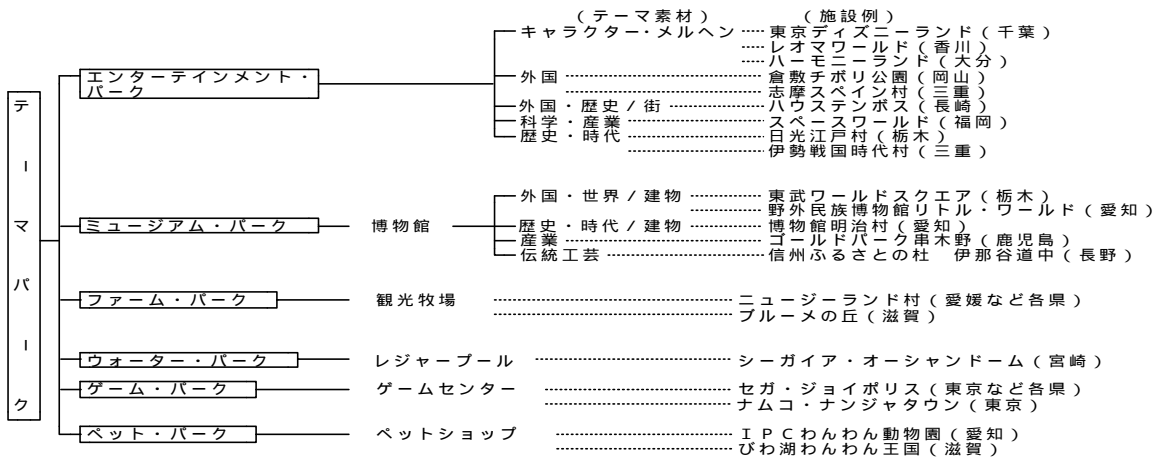 (テーマ素材) (施設例)
キャラクター・メルヘン 東京ディズニーランド(千葉)
レオマワールド(香川)
ハーモニーランド(大分)
エンターテインメント・
パーク
外国 倉敷チボリ公園(岡山)
志摩スペイン村(三重)
外国・歴史/街 ハウステンボス(長崎)
科学・産業 スペースワールド(福岡)
歴史・時代 日光江戸村(栃木)
伊勢戦国時代村(三重)
テーマパーク
外国・世界/建物 東武ワールドスクエア(栃木)
野外民族博物館リトル・ワールド(愛知)
ミュージアム・パーク 博物館 歴史・時代/建物 博物館明治村(愛知)
産業 ゴールドパーク串木野(鹿児島)
伝統工芸 信州ふるさとの杜 伊那谷道中(長野)
ファーム・パーク 観光牧場 ニュージーランド村(愛媛など各県)
ブルーメの丘(滋賀)
ウォーター・パーク レジャープール シーガイア・オーシャンドーム(宮崎)
ゲーム・パーク ゲームセンター セガ・ジョイポリス(東京など各県)
ナムコ・ナンジャタウン(東京)
ペット・パーク ペットショップ IPCわんわん動物園(愛知)
びわ湖わんわん王国(滋賀)